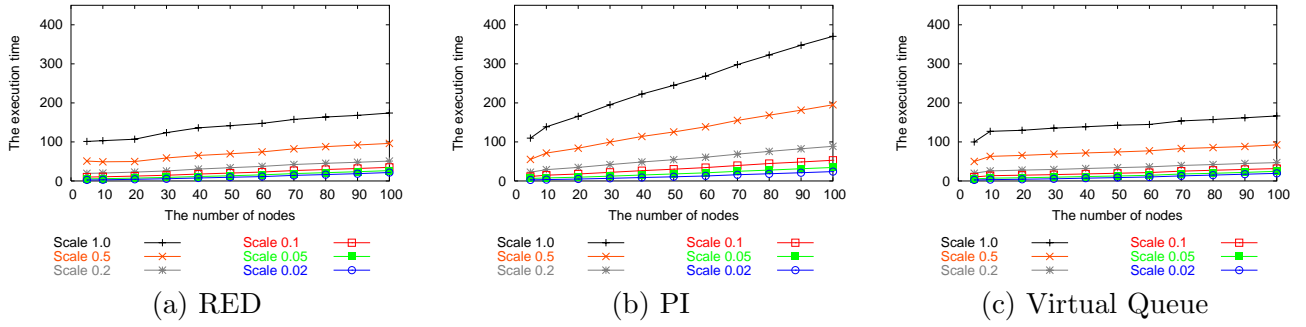 The execution time
400
300
200
100
0
0 10 20 30 40 50 60 70 80 90 100
The number of nodes
Scale 1.0
Scale 0.5
Scale 0.2
Scale 0.1
Scale 0.05
Scale 0.02
(a) RED
The execution time
400
300
200
100
0
0 10 20 30 40 50 60 70 80 90 100
The number of nodes
Scale 1.0
Scale 0.5
Scale 0.2
Scale 0.1
Scale 0.05
Scale 0.02
(b) PI
The execution time
400
300
200
100
0
0 10 20 30 40 50 60 70 80 90 100
The number of nodes
Scale 1.0
Scale 0.5
Scale 0.2
Scale 0.1
Scale 0.05
Scale 0.02
(c) Virtual Queue